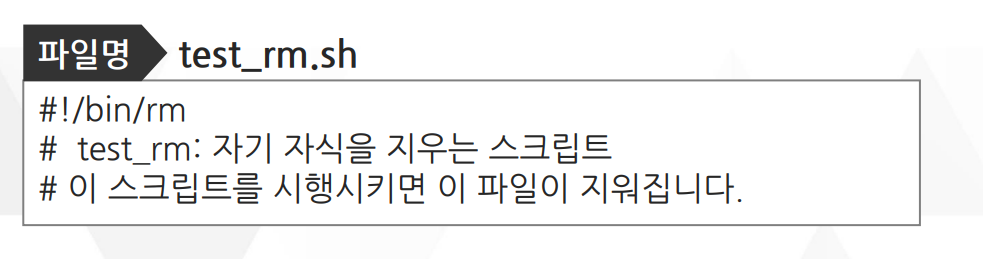 파일명 test_rm.sh
#!/bin/rm
# test_rm: 자기 자식을 지우는 스크립트
# 이 스크립트를 시행시키면 이 파일이 지워집니다.